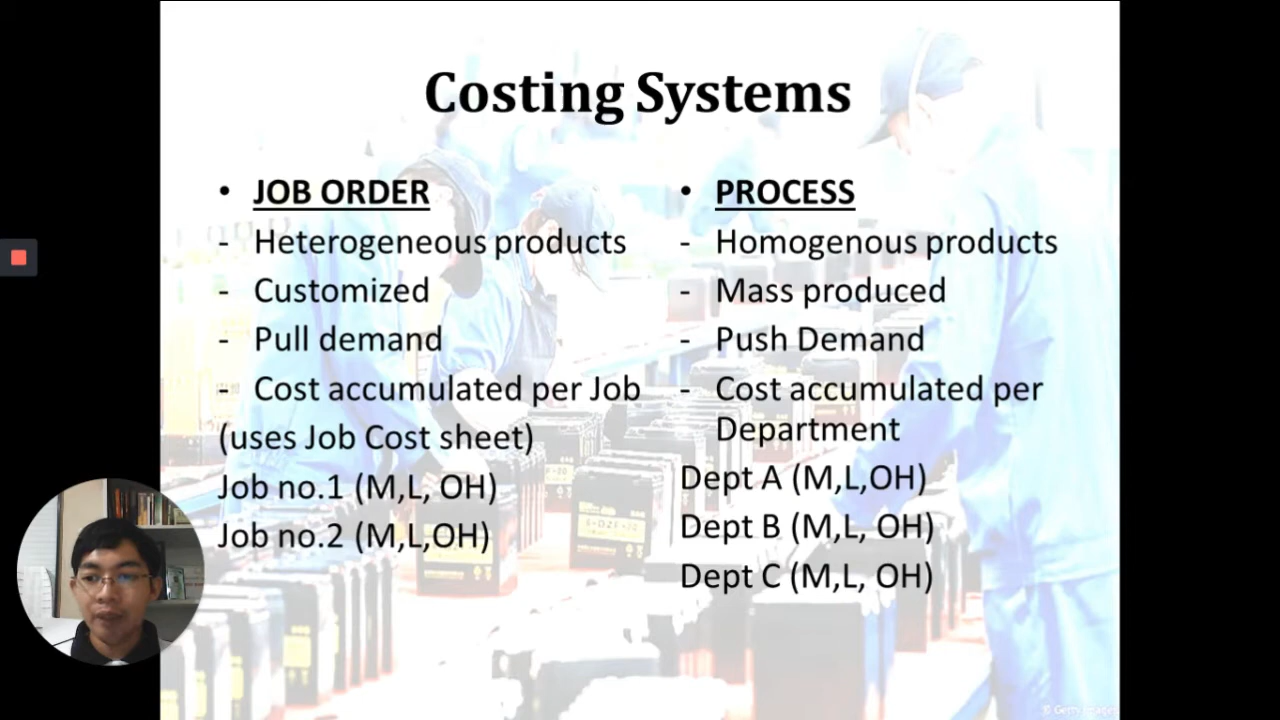 Costing Systems
• JOB ORDER
- Heterogeneous products
- Customized
- Pull demand
- Cost accumulated per Job
(uses Job Cost sheet)
Job no.1 (M,L, OH)
Job no.2 (M,L,OH)
• PROCESS
- Homogenous products
- Mass produced
- Push Demand
- Cost accumulated per
Department
Dept A (M,L,OH)
Dept B (M,L, OH)
Dept C (M,L, OH)